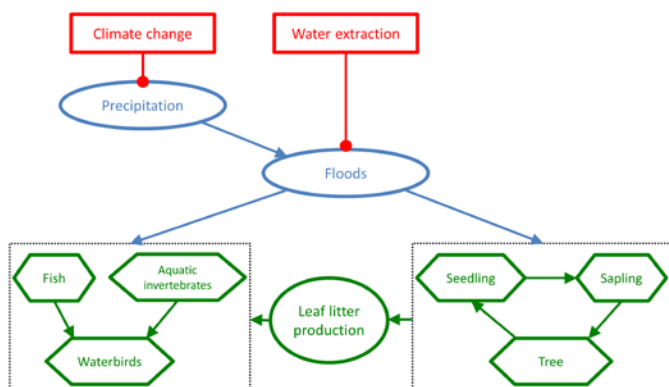 Climate change
Water extraction
Precipitation
Floods
Fish
Aquatic
invertebrates
Waterbirds
Leaf litter
production
Seedling
Sapling
Tree